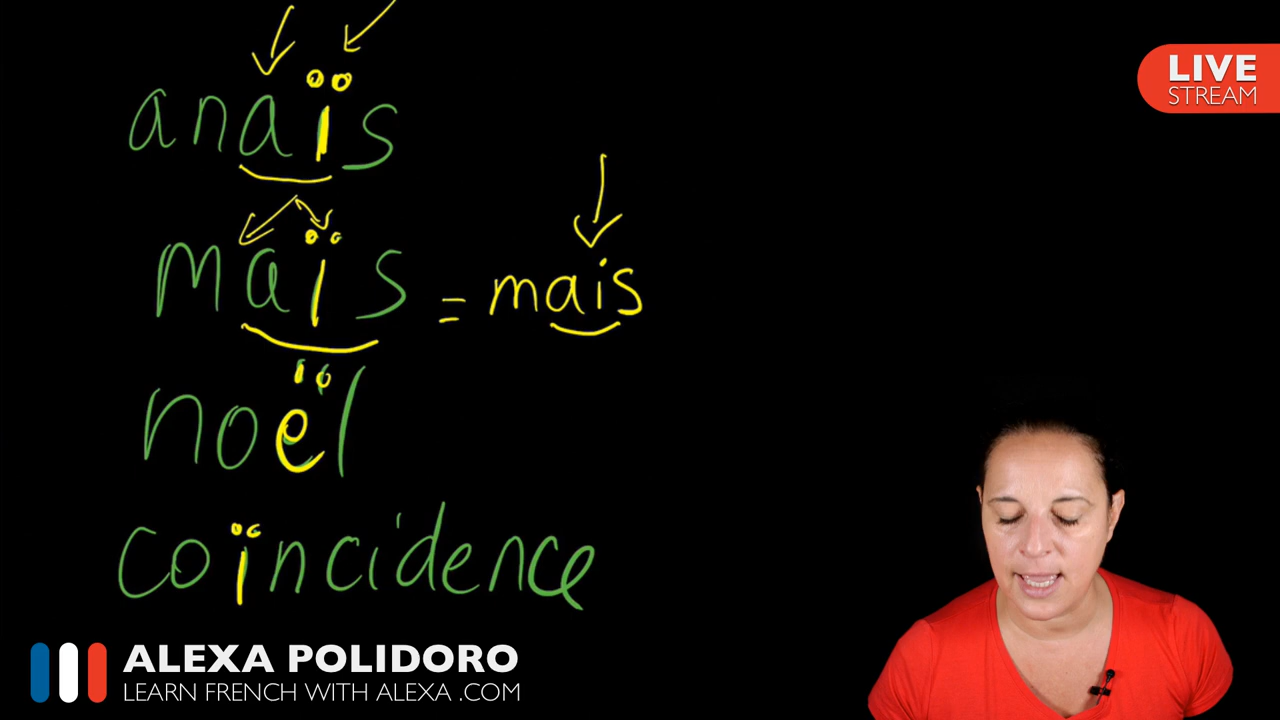 LIVE
STREAM
anaïs
maïs = mais
noël
coïncidence
ALEXA POLIDORO
LEARN FRENCH WITH ALEXA .COM